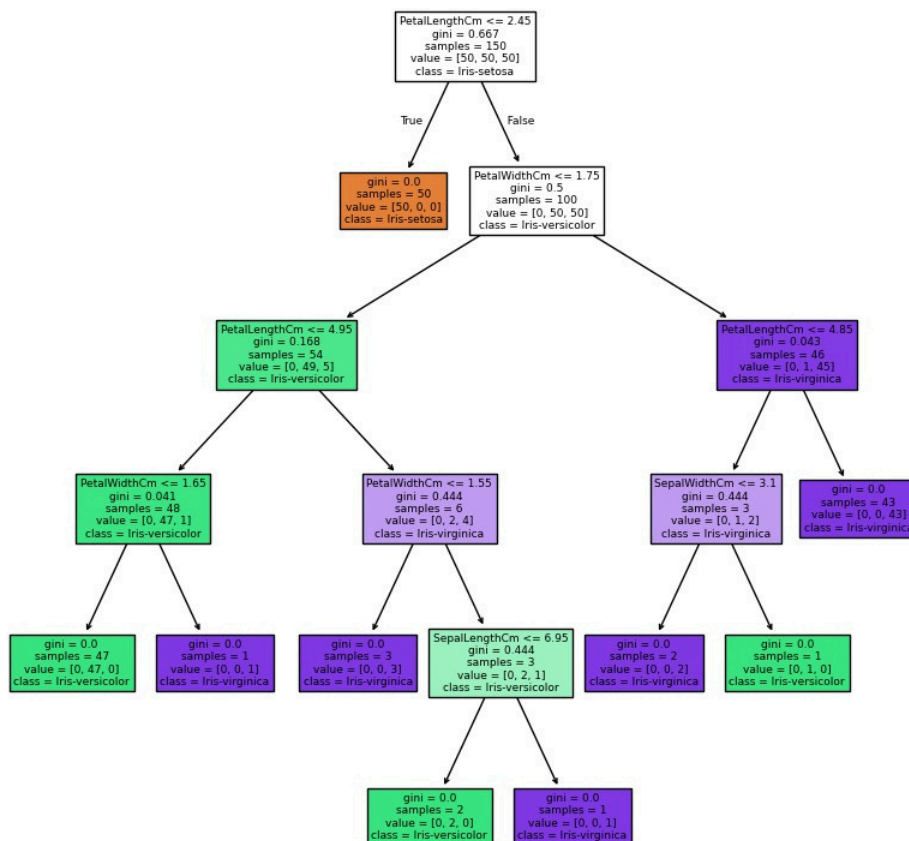 PetalLengthCm <= 2.45
gini = 0.667
samples = 150
value = [50, 50, 50]
class = Iris-setosa
True
False
gini = 0.0
samples = 50
value = [50, 0, 0]
class = Iris-setosa
PetalWidthCm <= 1.75
gini = 0.5
samples = 100
value = [0, 50, 50]
class = Iris-versicolor
PetalLengthCm <= 4.95
gini = 0.168
samples = 54
value = [0, 49, 5]
class = Iris-versicolor
PetalLengthCm <= 4.85
gini = 0.043
samples = 46
value = [0, 1, 45]
class = Iris-virginica
PetalWidthCm <= 1.65
gini = 0.041
samples = 48
value = [0, 47, 1]
class = Iris-versicolor
PetalWidthCm <= 1.55
gini = 0.444
samples = 6
value = [0, 2, 4]
class = Iris-virginica
SepalWidthCm <= 3.1
gini = 0.444
samples = 3
value = [0, 1, 2]
class = Iris-virginica
gini = 0.0
samples = 43
value = [0, 0, 43]
class = Iris-virginica
gini = 0.0
samples = 47
value = [0, 47, 0]
class = Iris-versicolor
gini = 0.0
samples = 1
value = [0, 0, 1]
class = Iris-virginica
gini = 0.0
samples = 3
value = [0, 0, 3]
class = Iris-virginica
SepalLengthCm <= 6.95
gini = 0.444
samples = 3
value = [0, 2, 1]
class = Iris-versicolor
gini = 0.0
samples = 2
value = [0, 0, 2]
class = Iris-virginica
gini = 0.0
samples = 1
value = [0, 1, 0]
class = Iris-versicolor
gini = 0.0
samples = 2
value = [0, 2, 0]
class = Iris-versicolor
gini = 0.0
samples = 1
value = [0, 0, 1]
class = Iris-virginica